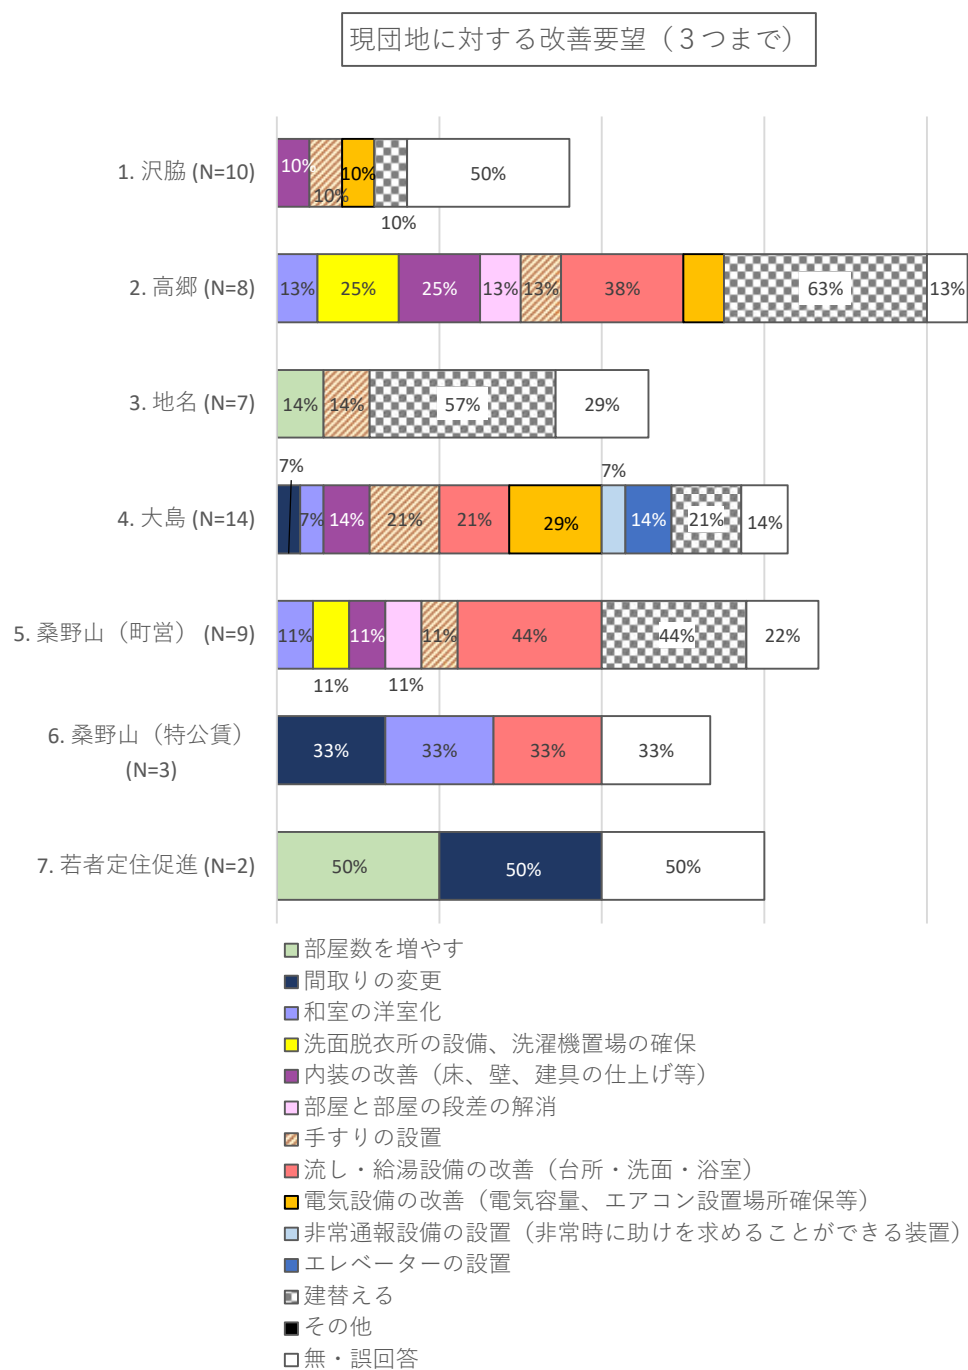 現団地に対する改善要望（３つまで）
1. 沢脇 (N=10)
10%
10%
10%
10%
50%
2. 高郷 (N=8)
13%
25%
25%
13%
13%
38%
63%
13%
3. 地名 (N=7)
14%
14%
57%
29%
4. 大島 (N=14)
7%
7%
14%
21%
21%
29%
7%
14%
21%
14%
5. 桑野山（町営） (N=9)
11%
11%
11%
11%
11%
44%
44%
22%
6. 桑野山（特公賃）
(N=3)
33%
33%
33%
33%
7. 若者定住促進 (N=2)
50%
50%
50%
部屋数を増やす
間取りの変更
和室の洋室化
洗面脱衣所の設備、洗濯機置場の確保
内装の改善（床、壁、建具の仕上げ等）
部屋と部屋の段差の解消
手すりの設置
流し・給湯設備の改善（台所・洗面・浴室）
電気設備の改善（電気容量、エアコン設置場所確保等）
非常通報設備の設置（非常時に助けを求めることができる装置）
エレベーターの設置
建替える
その他
無・誤回答